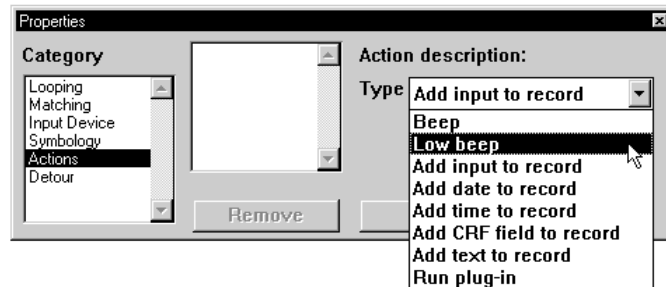 Properties
Category
Looping
Matching
Input Device
Symbology
Actions
Detour
Remove
Action description:
Type
Add input to record
Beep
Low beep
Add input to record
Add date to record
Add time to record
Add CRF field to record
Add text to record
Run plug-in